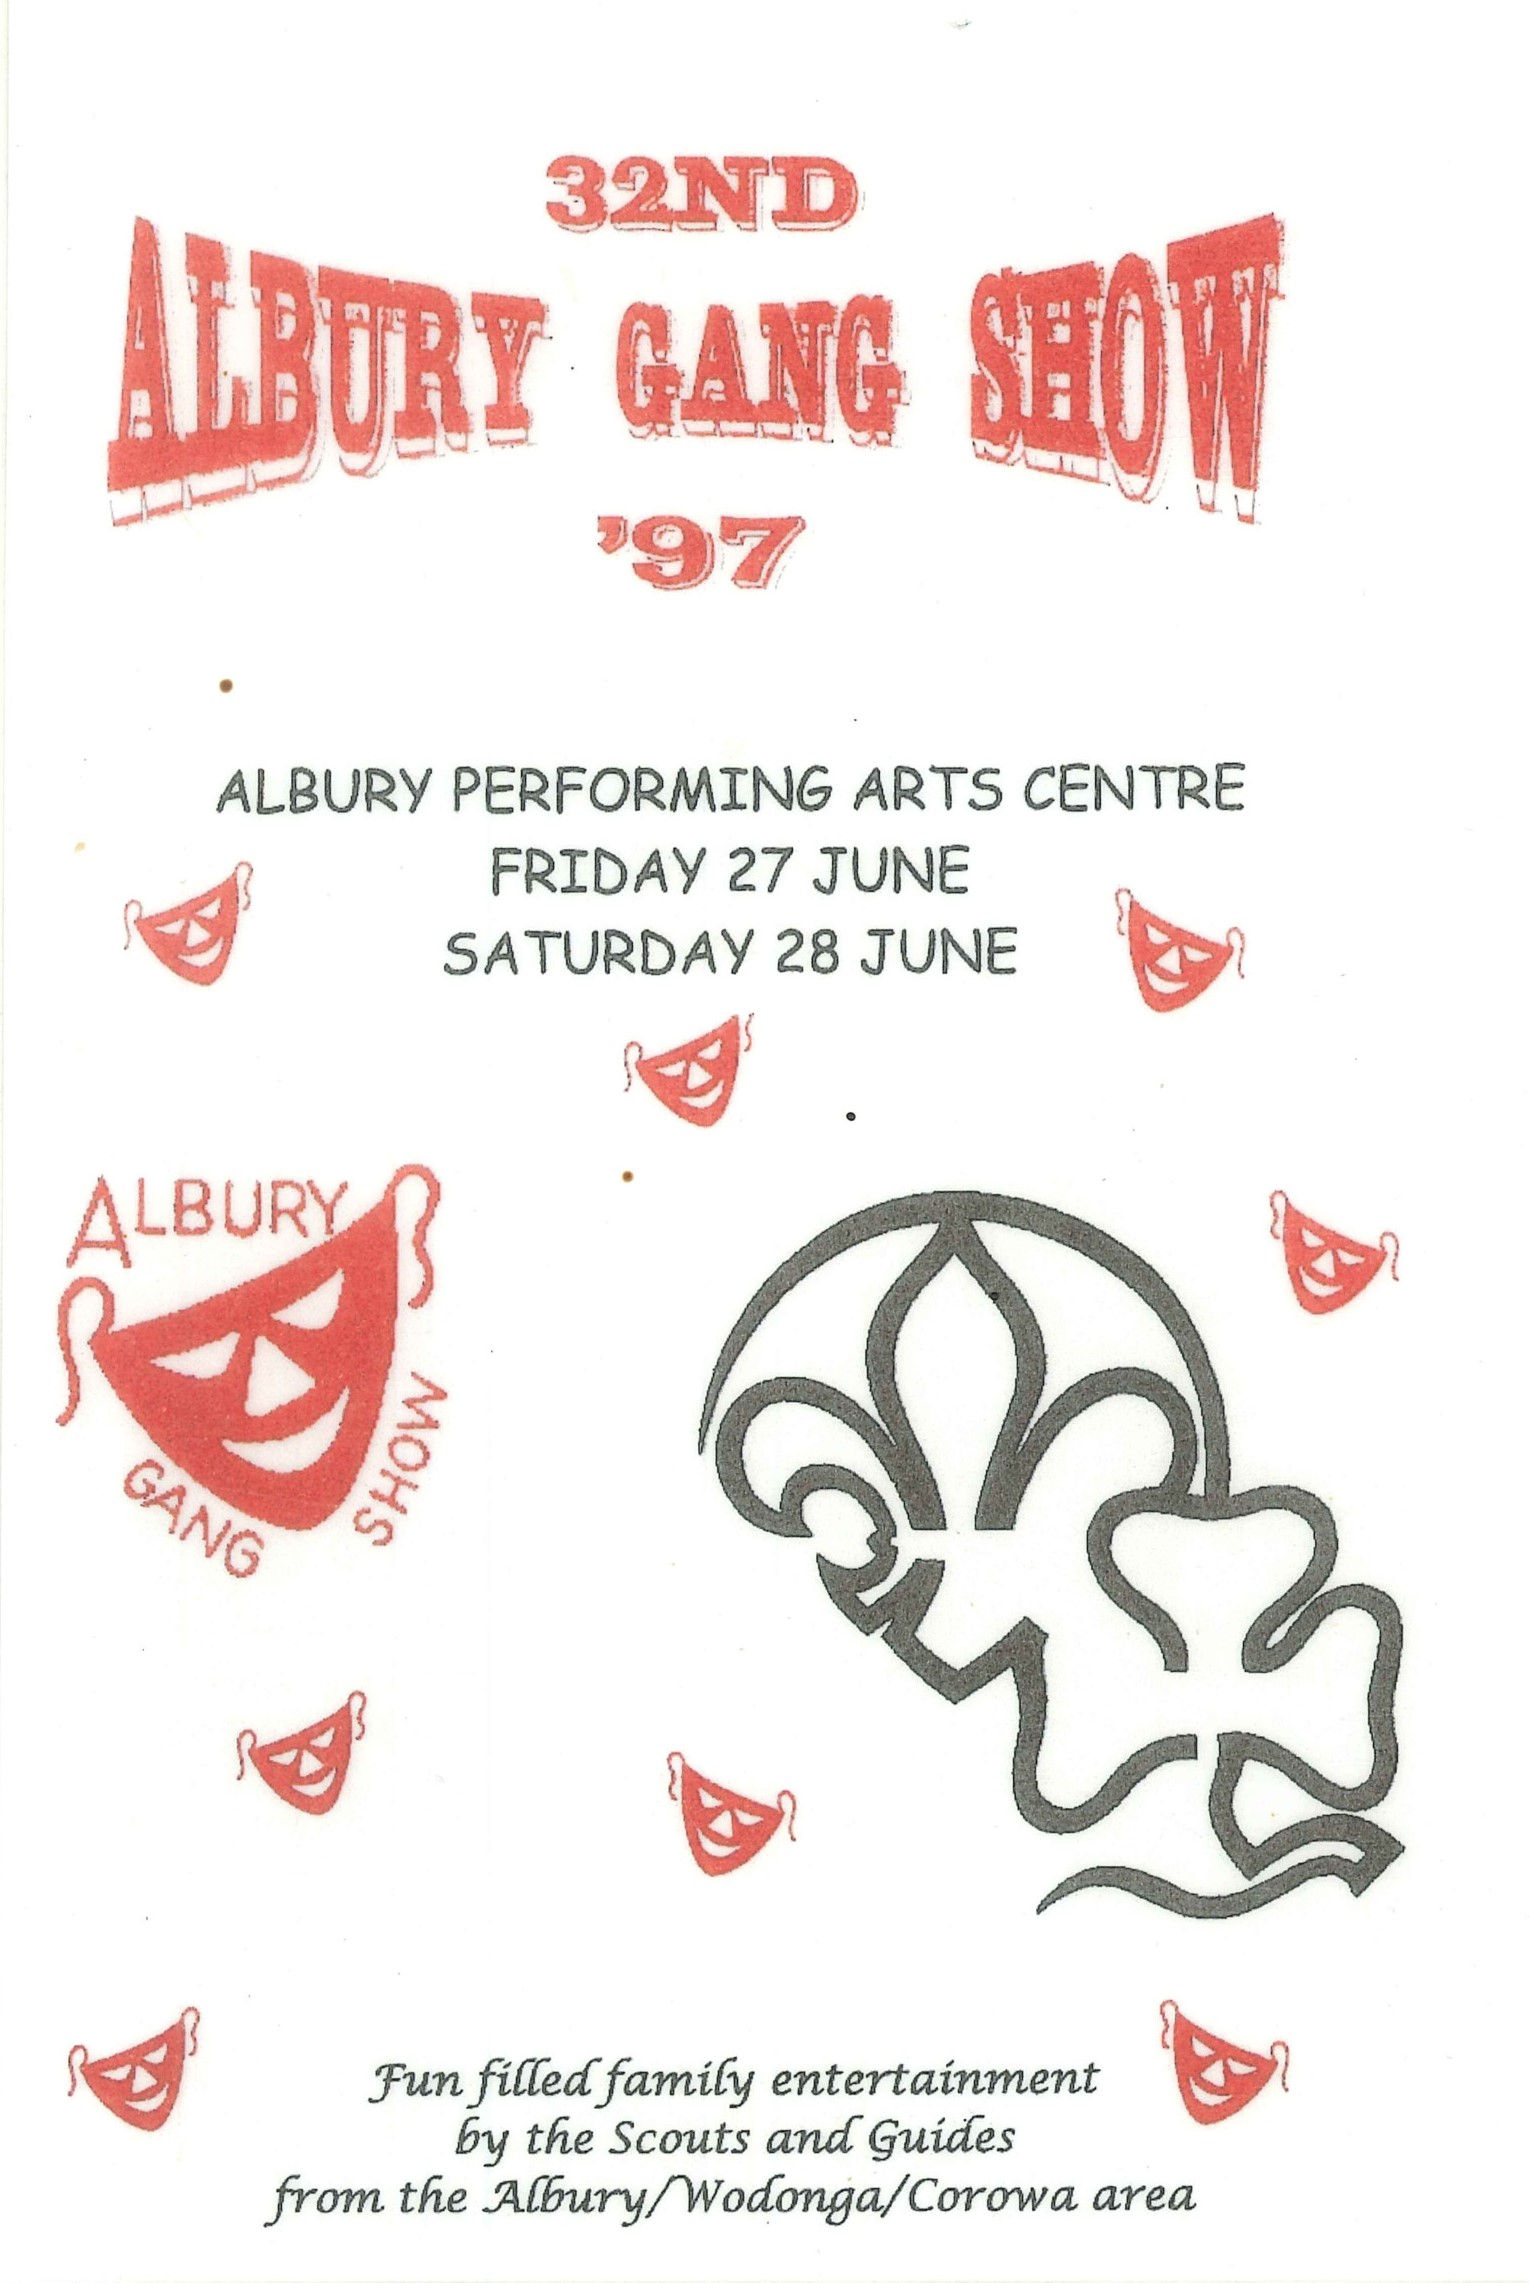 32ND
ALBURY GANG SHOW
'97
ALBURY PERFORMING ARTS CENTRE
FRIDAY 27 JUNE
SATURDAY 28 JUNE
ALBURY
GANG
SHOW
Fun filled family entertainment
by the Scouts and Guides
from the Albury/Wodonga/Corowa area